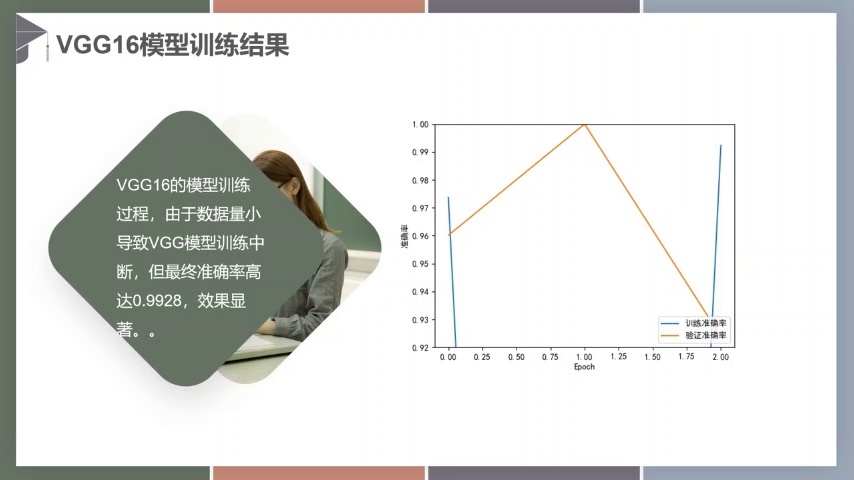 VGG16模型训练结果
VGG16的模型训练
过程，由于数据量小
导致VGG模型训练中
断，但最终准确率高
达0.9928，效果显
著。。
1.00
0.99
0.98
0.97
0.96
0.95
0.94
0.93
0.92
准确率
0.00 0.25 0.50 0.75 1.00 1.25 1.50 1.75 2.00
Epoch
训练准确率
验证准确率